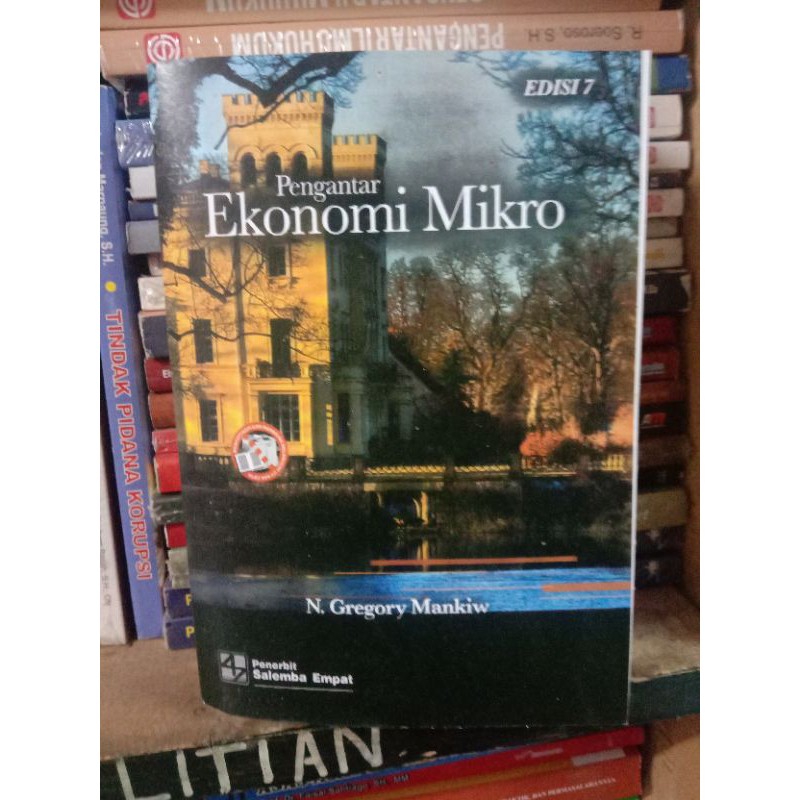 PENGANTAR ILMU HUKUM
R. Soeroso, S.H.
EDISI 7
Pengantar
Ekonomi Mikro
N. Gregory Mankiw
Penerbit
Salemba Empat
TINDAK PIDANA KORUPSI
LITIAN